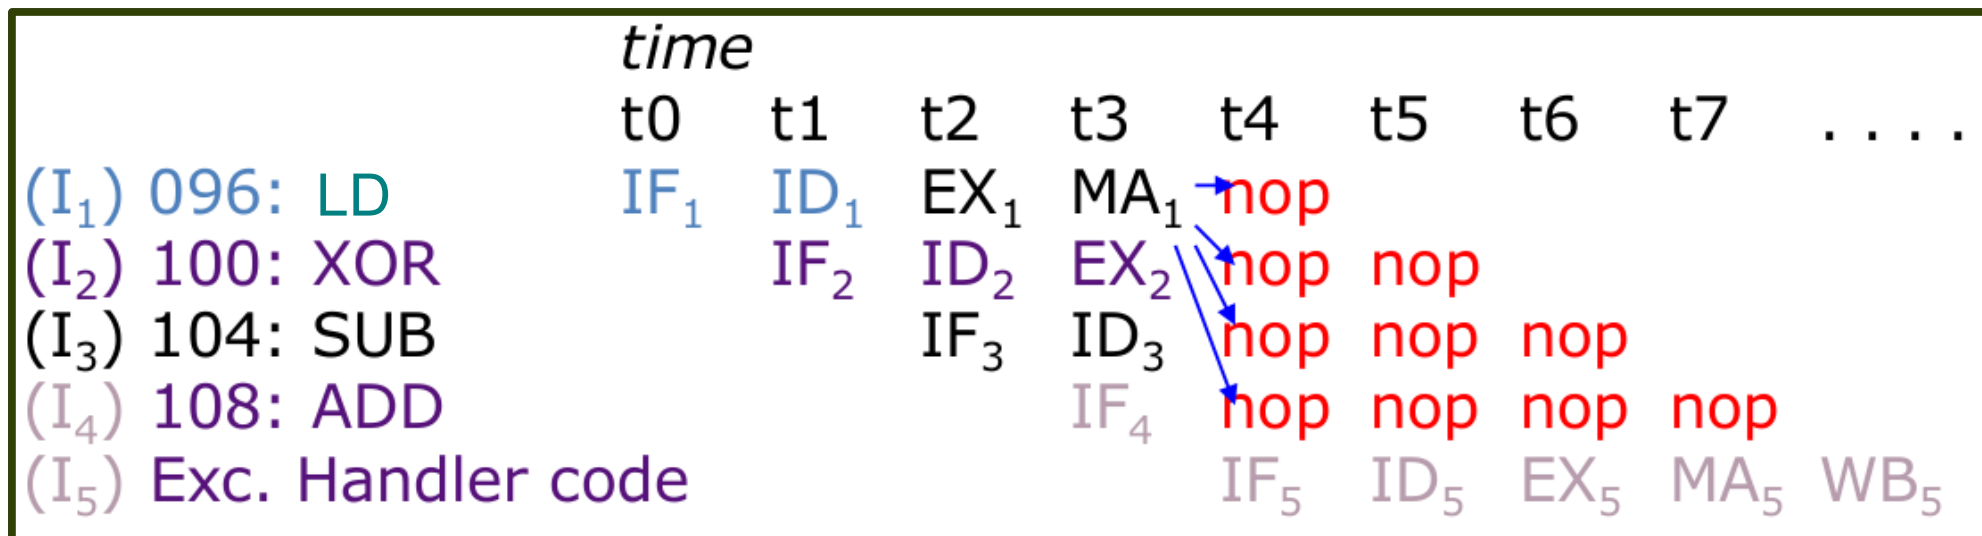 time
t0 t1 t2 t3 t4 t5 t6 t7 . . . .
(I₁) 096: LD IF₁ ID₁ EX₁ MA₁ nop
(I₂) 100: XOR IF₂ ID₂ EX₂ nop nop
(I₃) 104: SUB IF₃ ID₃ nop nop nop
(I₄) 108: ADD IF₄ nop nop nop nop
(I₅) Exc. Handler code IF₅ ID₅ EX₅ MA₅ WB₅